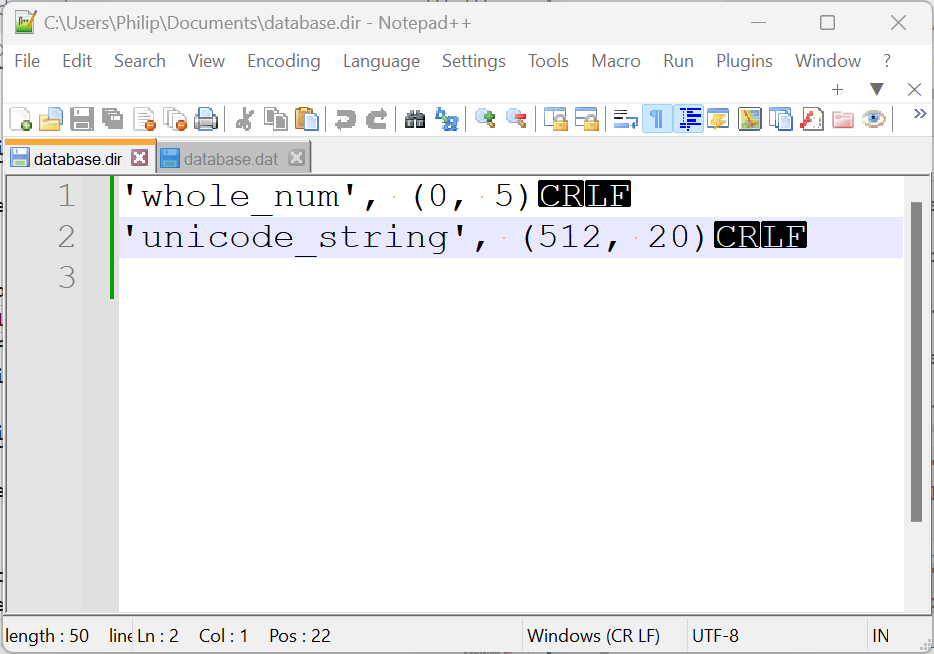 C:\Users\Philip\Documents\database.dir - Notepad++
File Edit Search View Encoding Language Settings Tools Macro Run Plugins Window ?
database.dir database.dat
1 'whole_num', (0, 5)CRLF
2 'unicode_string', (512, 20)CRLF
3
length : 50 line Ln : 2 Col : 1 Pos : 22 Windows (CR LF) UTF-8 IN